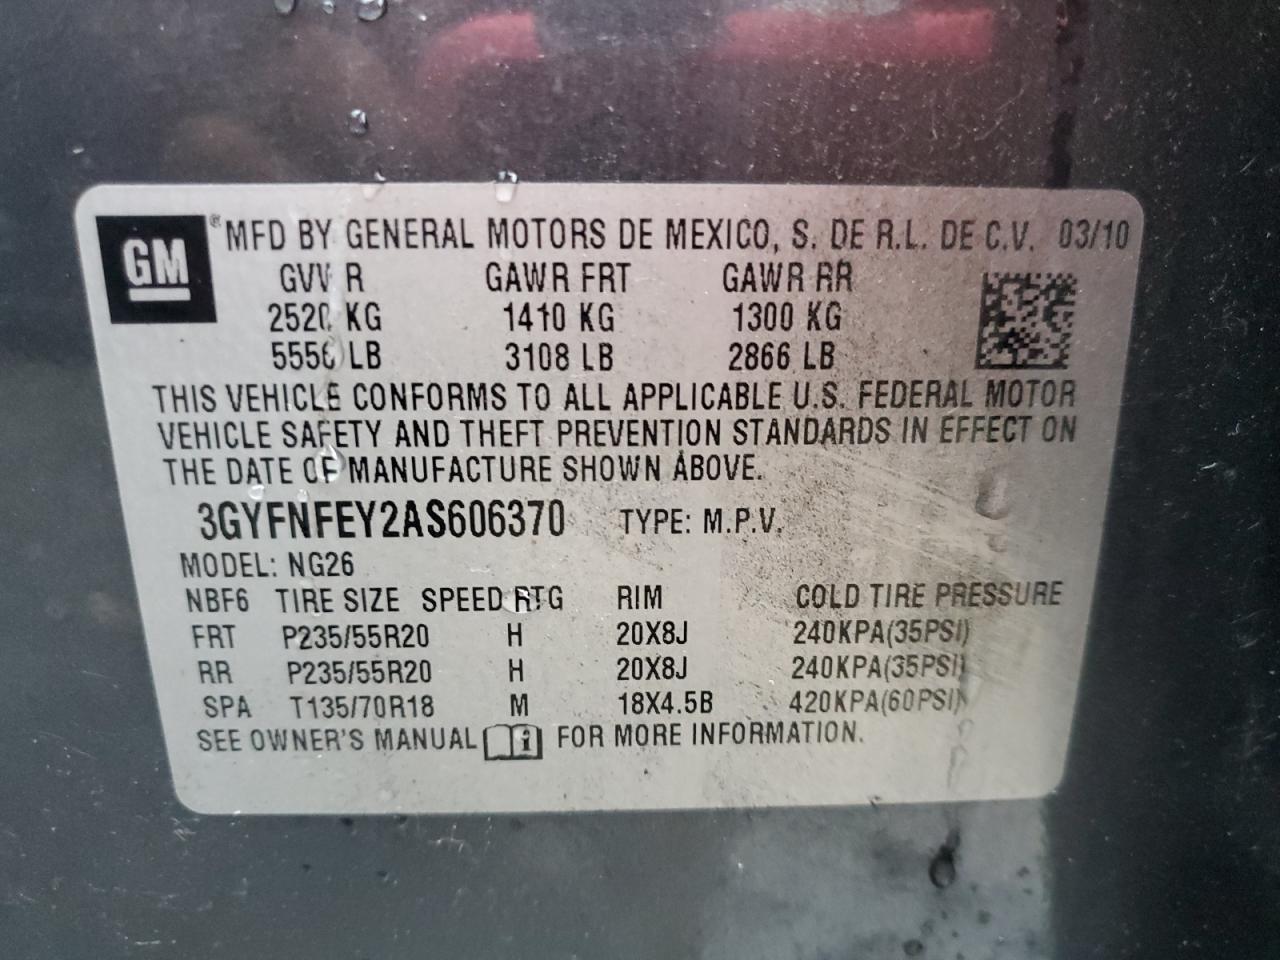 GM ® MFD BY GENERAL MOTORS DE MEXICO, S. DE R.L. DE C.V. 03/10
GVWR GAWR FRT GAWR RR
2520 KG 1410 KG 1300 KG
5556 LB 3108 LB 2866 LB
THIS VEHICLE CONFORMS TO ALL APPLICABLE U.S. FEDERAL MOTOR
VEHICLE SAFETY AND THEFT PREVENTION STANDARDS IN EFFECT ON
THE DATE OF MANUFACTURE SHOWN ABOVE.
3GYFNFEY2AS606370 TYPE: M.P.V.
MODEL: NG26
NBF6 TIRE SIZE SPEED RTG RIM COLD TIRE PRESSURE
FRT P235/55R20 H 20X8J 240KPA(35PSI)
RR P235/55R20 H 20X8J 240KPA(35PSI)
SPA T135/70R18 M 18X4.5B 420KPA(60PSI)
SEE OWNER'S MANUAL i FOR MORE INFORMATION.